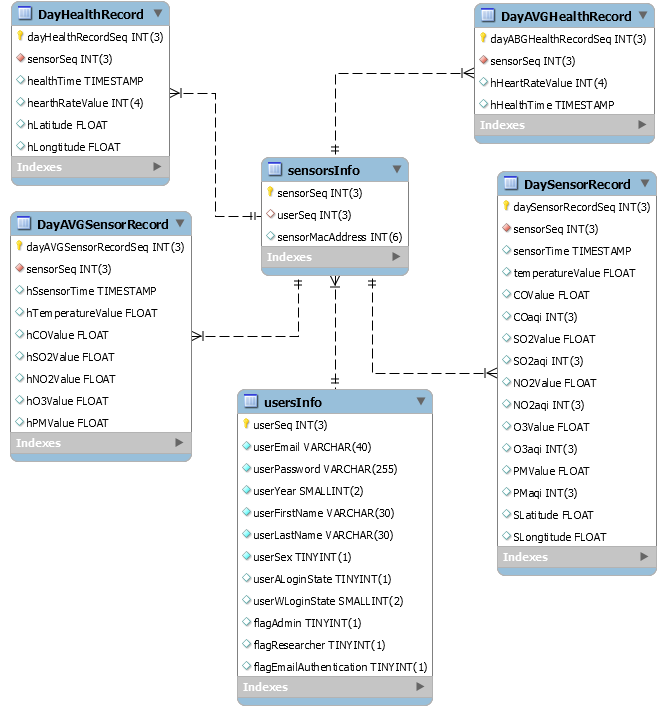 DayHealthRecord
dayHealthRecordSeq INT(3)
sensorSeq INT(3)
healthTime TIMESTAMP
hearthRateValue INT(4)
hLatitude FLOAT
hLongtitude FLOAT
Indexes
DayAVGHealthRecord
dayABGHealthRecordSeq INT(3)
sensorSeq INT(3)
hHeartRateValue INT(4)
hHealthTime TIMESTAMP
Indexes
sensorsInfo
sensorSeq INT(3)
userSeq INT(3)
sensorMacAddress INT(6)
Indexes
DayAVGSensorRecord
dayAVGSensorRecordSeq INT(3)
sensorSeq INT(3)
hSsensorTime TIMESTAMP
hTemperatureValue FLOAT
hCOValue FLOAT
hSO2Value FLOAT
hNO2Value FLOAT
hO3Value FLOAT
hPMValue FLOAT
Indexes
DaySensorRecord
daySensorRecordSeq INT(3)
sensorSeq INT(3)
sensorTime TIMESTAMP
temperatureValue FLOAT
COValue FLOAT
COaqi INT(3)
SO2Value FLOAT
SO2aqi INT(3)
NO2Value FLOAT
NO2aqi INT(3)
O3Value FLOAT
O3aqi INT(3)
PMValue FLOAT
PMaqi INT(3)
SLatitude FLOAT
SLongtitude FLOAT
Indexes
usersInfo
userSeq INT(3)
userEmail VARCHAR(40)
userPassword VARCHAR(255)
userYear SMALLINT(2)
userFirstName VARCHAR(30)
userLastName VARCHAR(30)
userSex TINYINT(1)
userALoginState TINYINT(1)
userWLoginState SMALLINT(2)
flagAdmin TINYINT(1)
flagResearcher TINYINT(1)
flagEmailAuthentication TINYINT(1)
Indexes